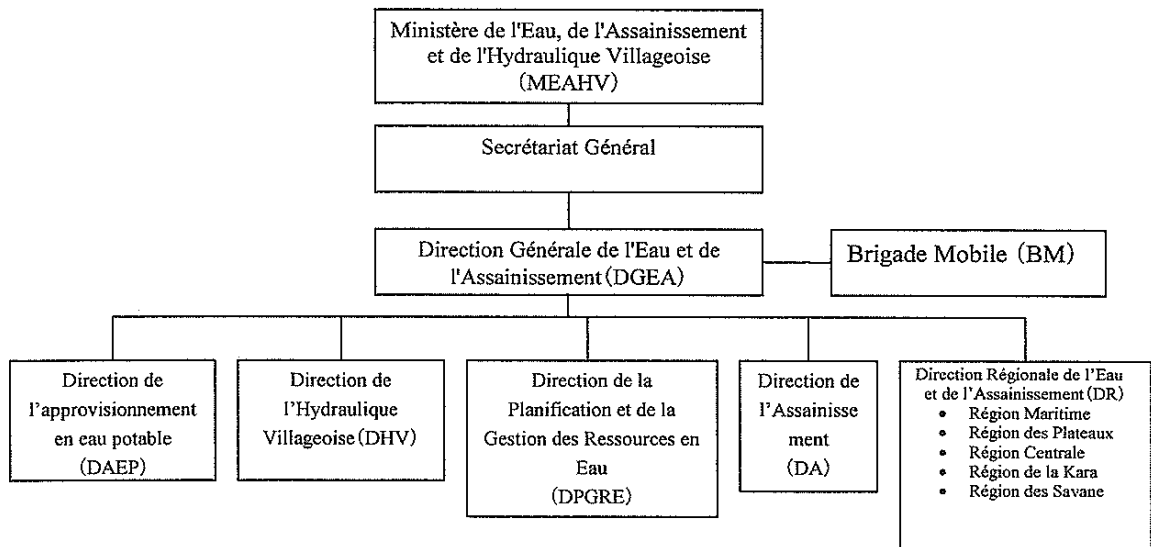 Ministère de l'Eau, de l'Assainissement
et de l'Hydraulique Villageoise
(MEAHV)
Secrétariat Général
Direction Générale de l'Eau et de
l'Assainissement(DGEA)
Brigade Mobile (BM)
Direction de
l'approvisionnement
en eau potable
(DAEP)
Direction de
l'Hydraulique
Villageoise(DHV)
Direction de la
Planification et de la
Gestion des Ressources en
Eau
(DPGRE)
Direction de
l'Assainisse
ment
(DA)
Direction Régionale de l'Eau
et de l'Assainissement(DR)
• Région Maritime
• Région des Plateaux
• Région Centrale
• Région de la Kara
• Région des Savane